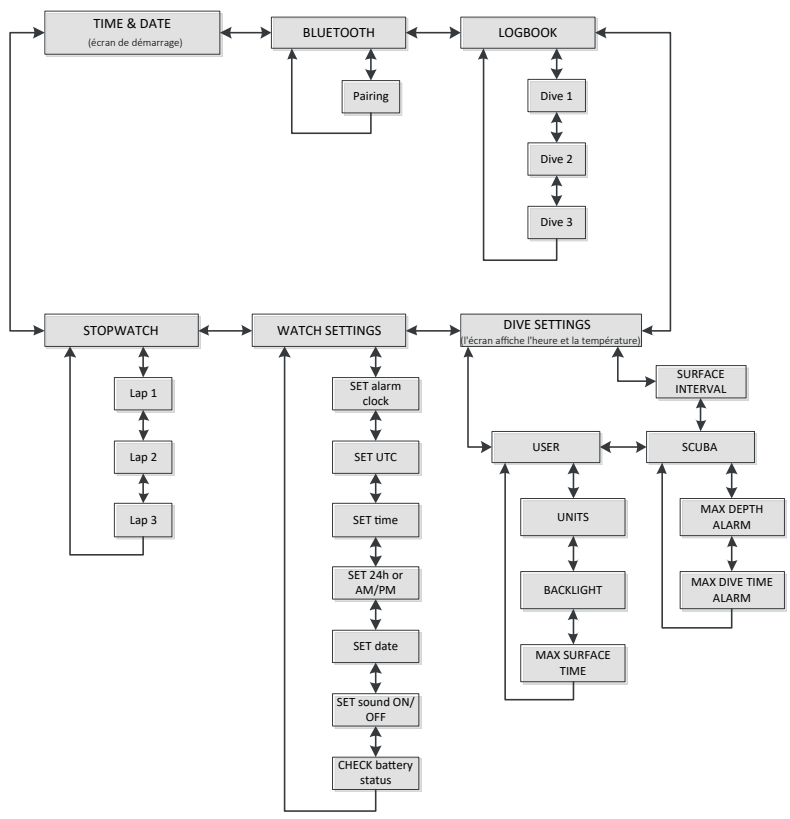 TIME & DATE
(écran de démarrage)
BLUETOOTH
LOGBOOK
Pairing
Dive 1
Dive 2
Dive 3
STOPWATCH
WATCH SETTINGS
DIVE SETTINGS
(l'écran affiche l'heure et la température)
Lap 1
Lap 2
Lap 3
SET alarm
clock
SET UTC
SET time
SET 24h or
AM/PM
SET date
SET sound ON/
OFF
CHECK battery
status
SURFACE
INTERVAL
USER
SCUBA
UNITS
BACKLIGHT
MAX SURFACE
TIME
MAX DEPTH
ALARM
MAX DIVE TIME
ALARM